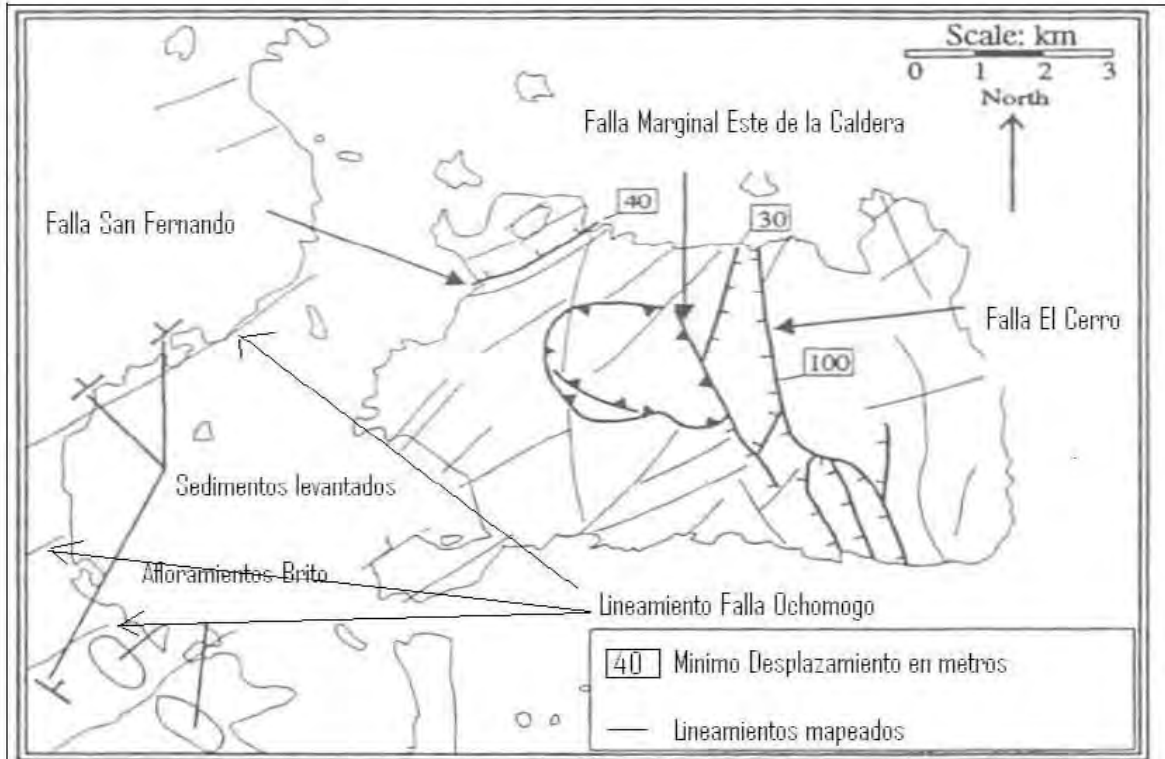 Scale: km
0 1 2 3
North
Falla Marginal Este de la Caldera
40
30
Falla San Fernando
Falla El Cerro
100
Sedimentos levantados
Afloramientos Brito
Lineamiento Falla Ochomogo
40 Minimo Desplazamiento en metros
Lineamientos mapeados